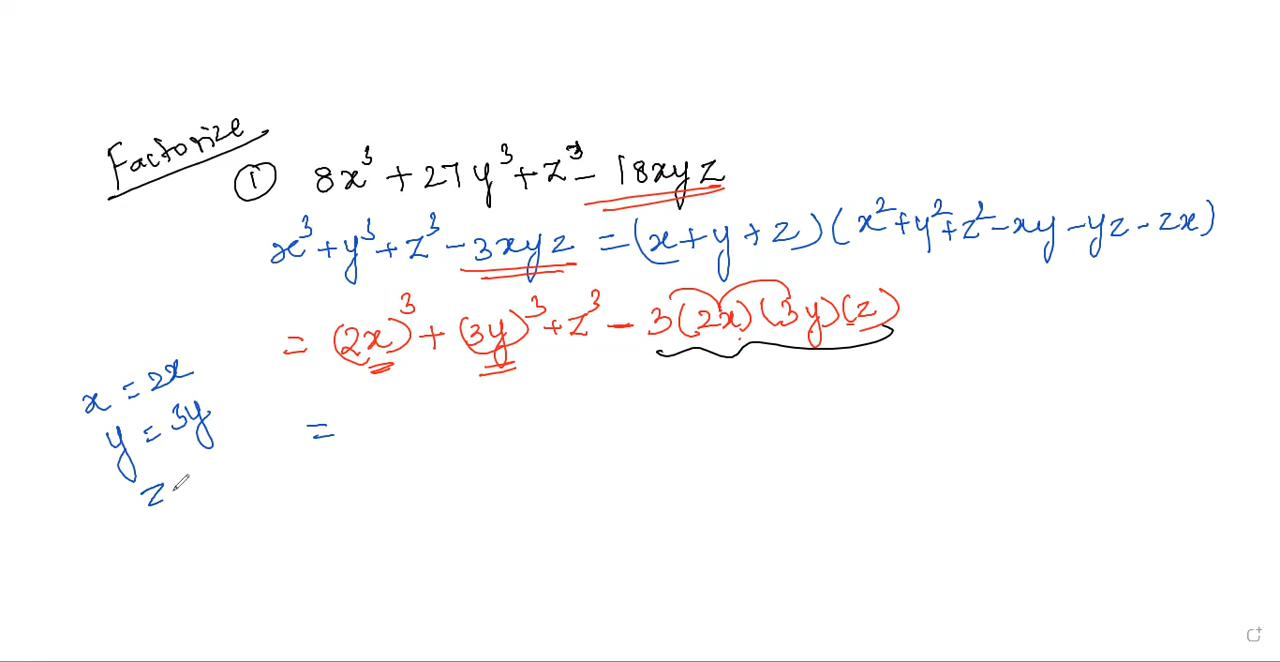 Factorize
① 8x³ + 27y³ + z³ - 18xyz
x³ + y³ + z³ - 3xyz = (x + y + z) (x² + y² + z² - xy - yz - zx)
= (2x)³ + (3y)³ + z³ - 3(2x)(3y)(z)
x = 2x
y = 3y
=
z